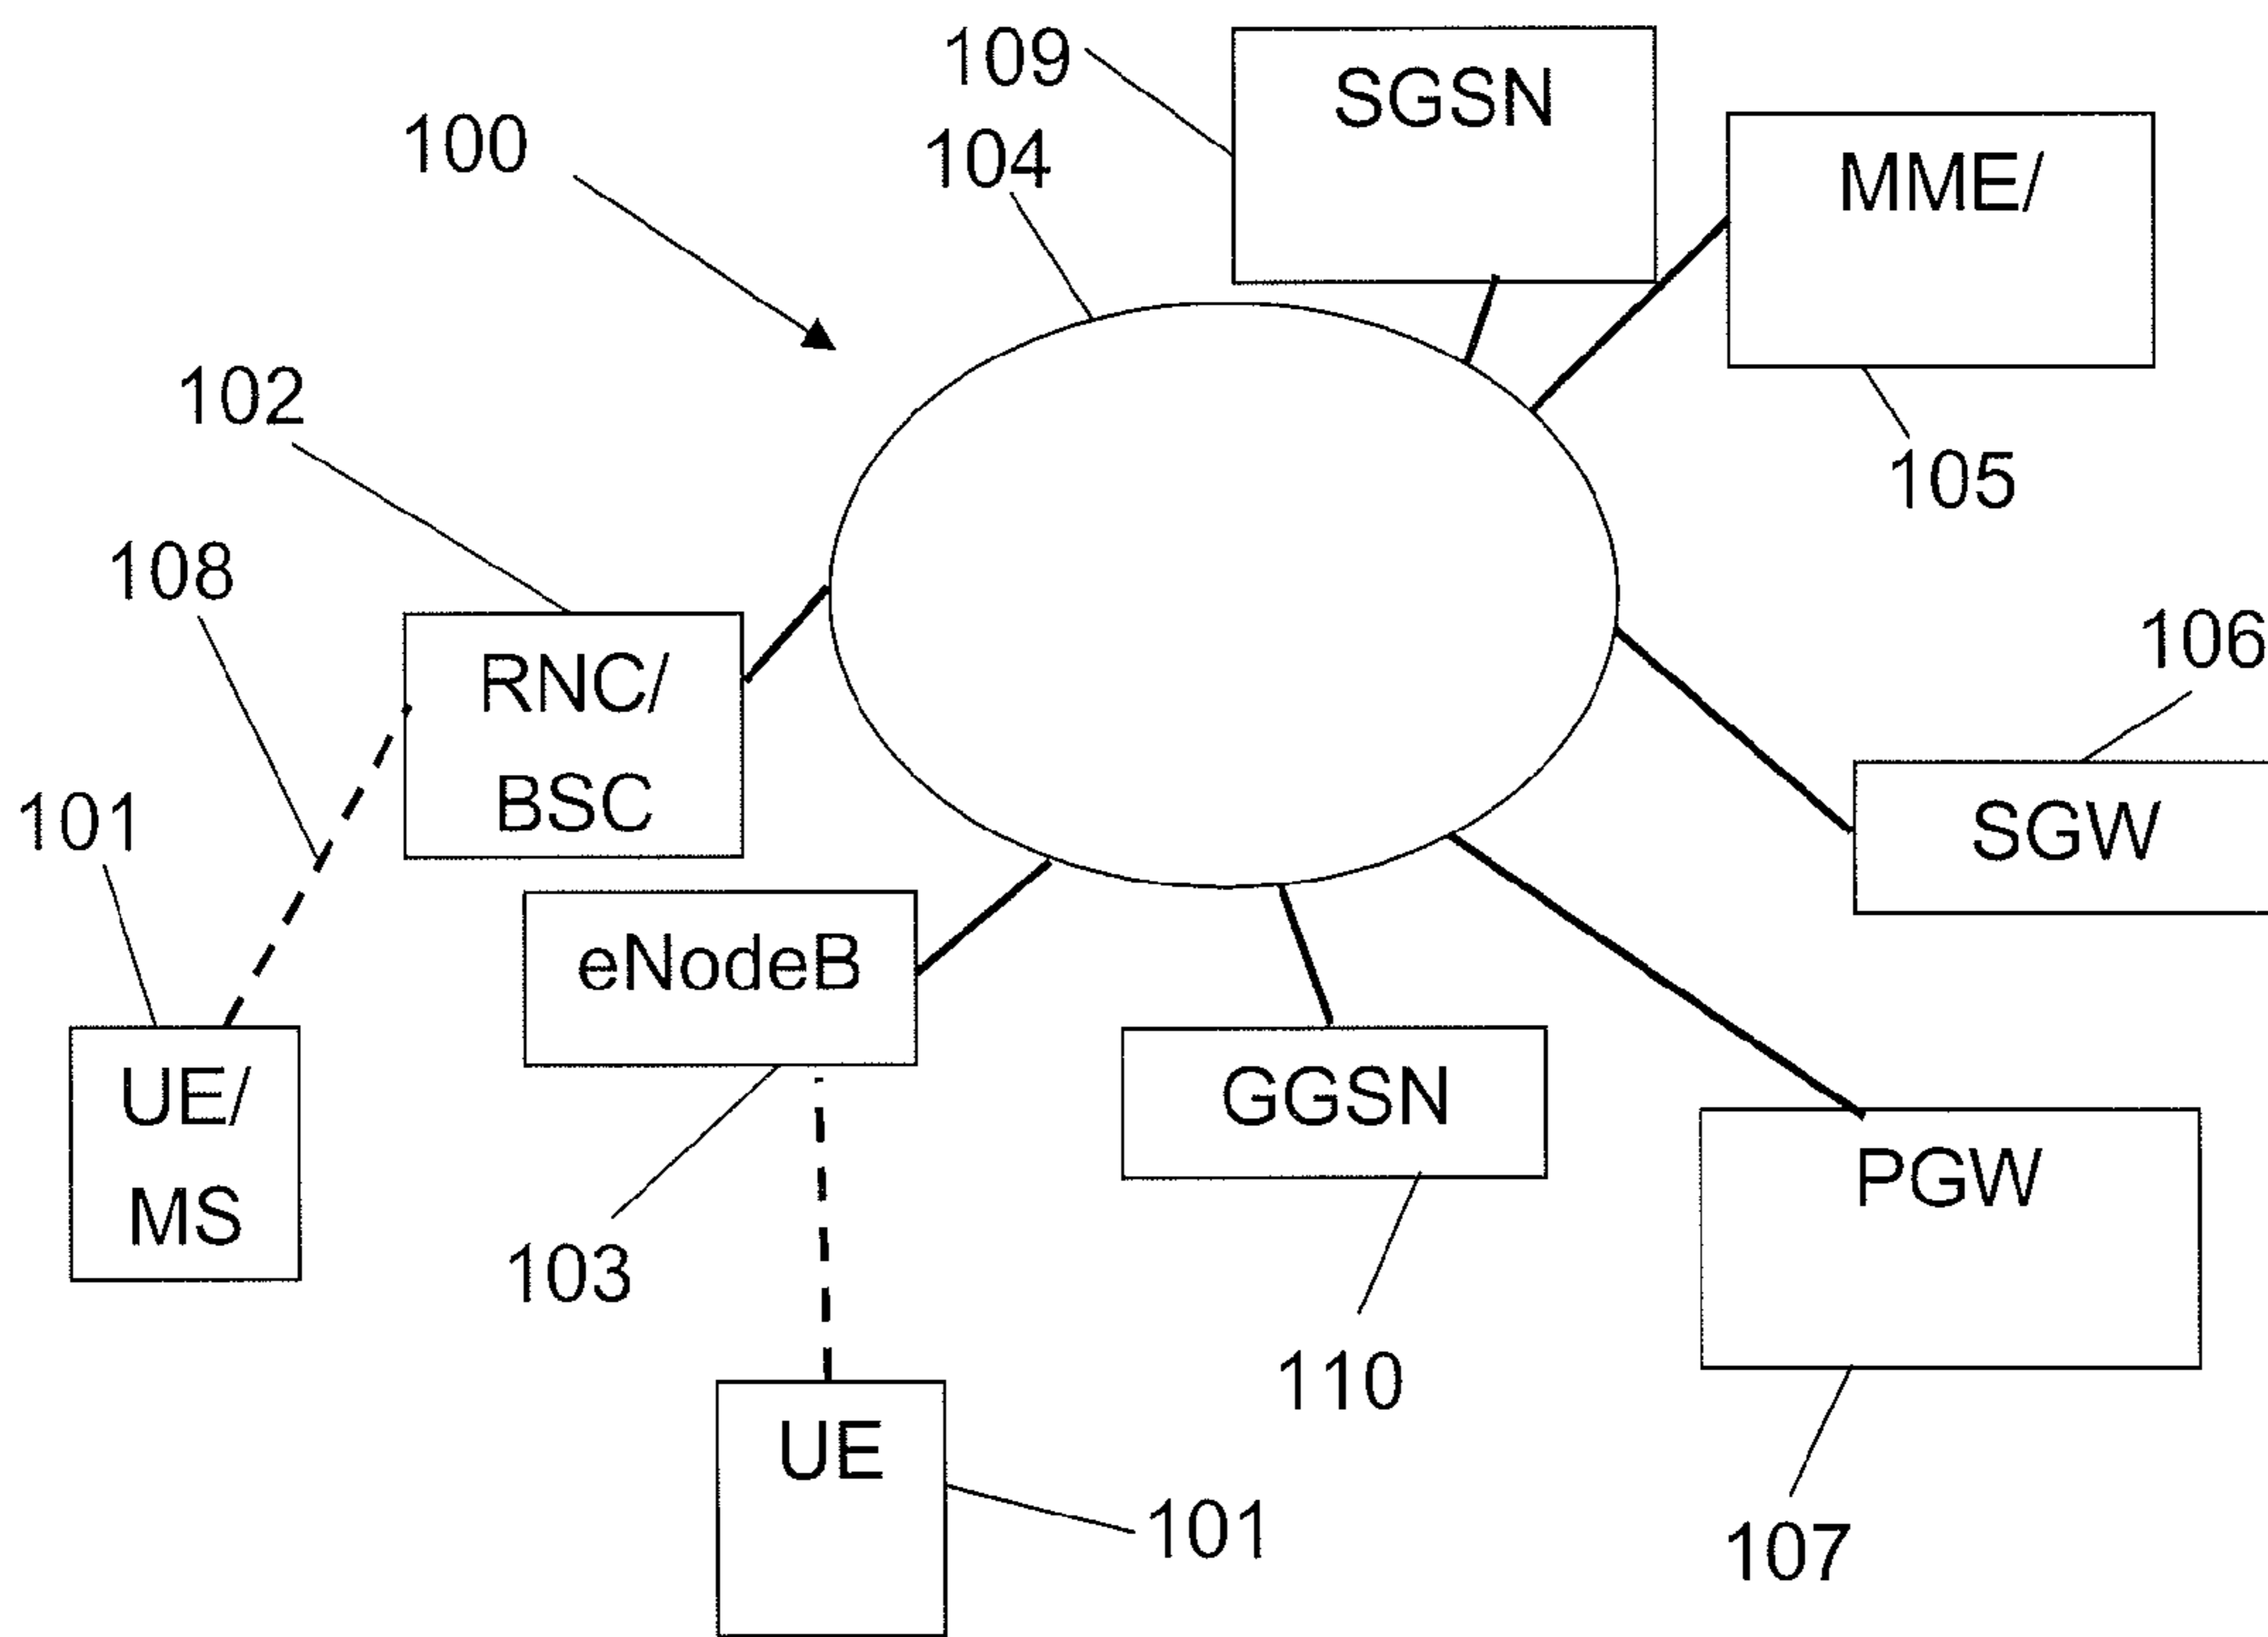 109
SGSN
100
104
MME/
102
105
108
106
RNC/
BSC
101
SGW
eNodeB
UE/
MS
GGSN
PGW
103
110
UE
101
107